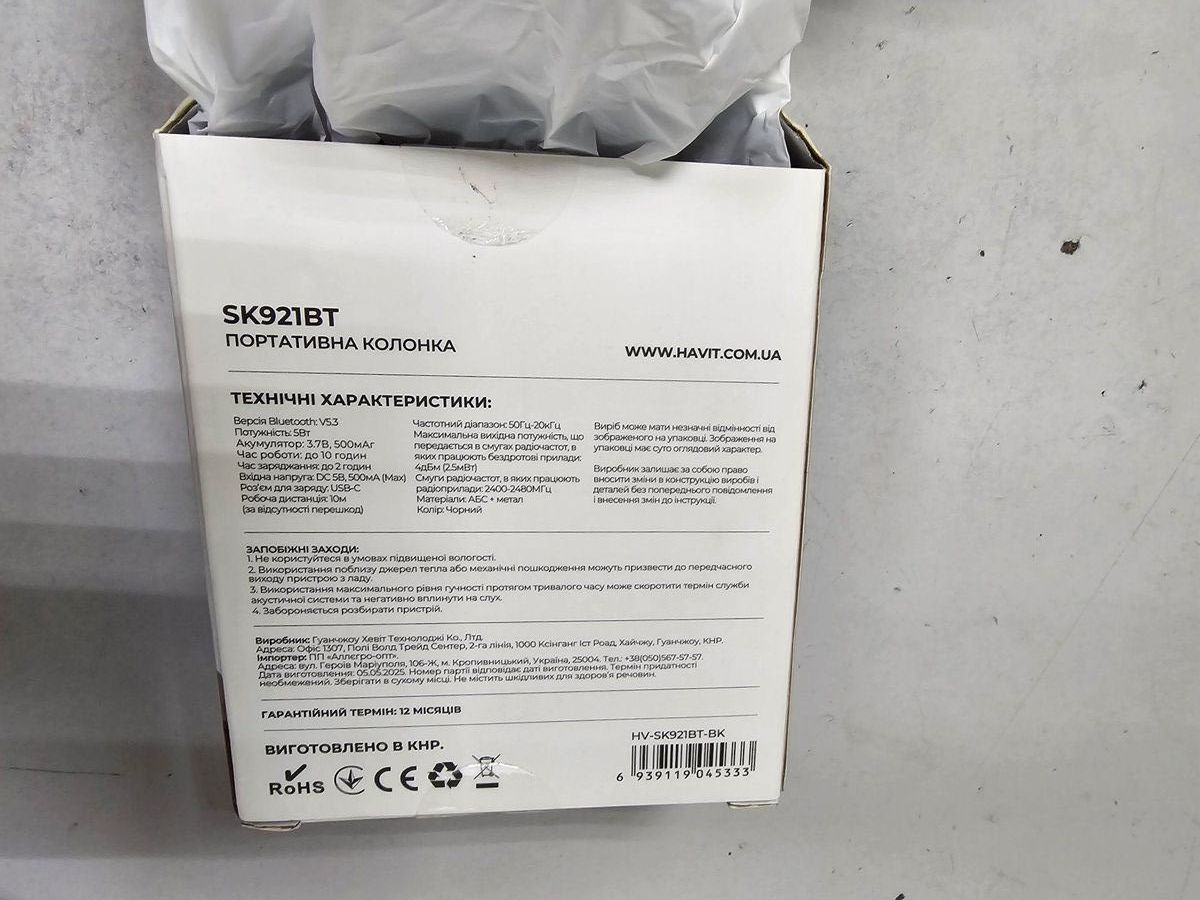 SK921BT
ПОРТАТИВНА КОЛОНКА
WWW.HAVIT.COM.UA
ТЕХНІЧНІ ХАРАКТЕРИСТИКИ:
Версія Bluetooth: V5.3
Потужність: 5Вт
Акумулятор: 3.7В, 500мАг
Час роботи: до 10 годин
Час заряджання: до 2 годин
Вхідна напруга: DC 5В, 500мА (Max)
Роз'єм для заряду: USB-C
Робоча дистанція: 10м
(за відсутності перешкод)
Частотний діапазон: 50Гц-20кГц
Максимальна вихідна потужність, що
передається в смугах радіочастот, в
яких працюють бездротові прилади:
4дБм (2.5мВт)
Смуги радіочастот, в яких працюють
радіоприлади: 2400-2480МГц
Матеріали: АБС + метал
Колір: Чорний
Виріб може мати незначні відмінності від
зображеного на упаковці. Зображення на
упаковці має суто оглядовий характер.
Виробник залишає за собою право
вносити зміни в конструкцію виробів і
деталей без попереднього повідомлення
і внесення змін до інструкції.
ЗАПОБІЖНІ ЗАХОДИ:
1. Не користуйтеся в умовах підвищеної вологості.
2. Використання поблизу джерел тепла або механічні пошкодження можуть призвести до передчасного
виходу пристрою з ладу.
3. Використання максимального рівня гучності протягом тривалого часу може скоротити термін служби
акустичної системи та негативно вплинути на слух.
4. Забороняється розбирати пристрій.
Виробник: Гуанчжоу Хевіт Технолоджі Ко., Лтд.
Адреса: Офіс 1307, Полі Волд Трейд Сентер, 2-га лінія, 1000 Ксінганг Іст Роад, Хайчжу, Гуанчжоу, КНР.
Імпортер: ПП «Аллєгро-опт».
Адреса: вул. Героїв Маріуполя, 106-Ж, м. Кропивницький, Україна, 25004. Тел.: +38(050)567-57-57.
Дата виготовлення: 05.05.2025. Номер партії відповідає даті виготовлення. Термін придатності
необмежений. Зберігати в сухому місці. Не містить шкідливих для здоров'я речовин.
ГАРАНТІЙНИЙ ТЕРМІН: 12 МІСЯЦІВ
ВИГОТОВЛЕНО В КНР.
HV-SK921BT-BK
RoHS CE
6 939119 045333